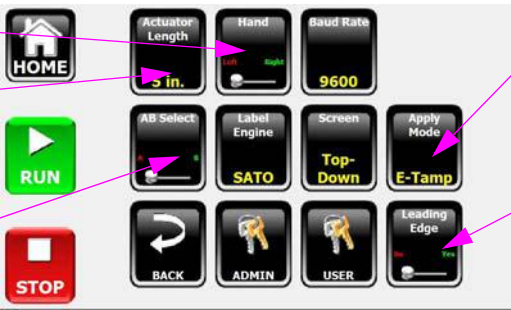 HOME
Actuator
Length
5 in.
Hand
Left Right
Baud Rate
9600
RUN
AB Select
A B
Label
Engine
SATO
Screen
Top-
Down
Apply
Mode
E-Tamp
STOP
BACK
ADMIN
USER
Leading
Edge
No Yes